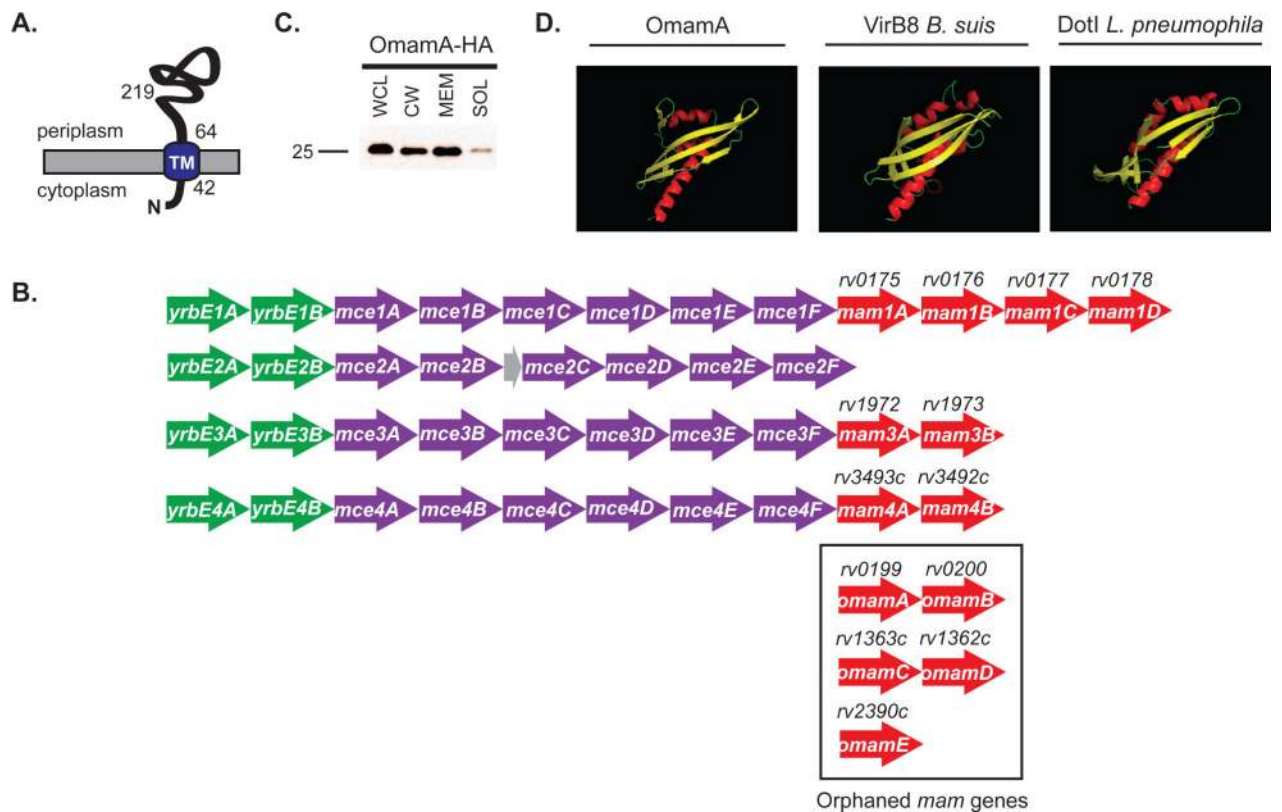 A.
219
periplasm
64
TM
cytoplasm
42
N
C.
OmamA-HA
WCL
CW
MEM
SOL
25
D.
OmamA
VirB8 B. suis
DotI L. pneumophila
B.
rv0175 rv0176 rv0177 rv0178
yrbE1A yrbE1B mce1A mce1B mce1C mce1D mce1E mce1F mam1A mam1B mam1C mam1D
yrbE2A yrbE2B mce2A mce2B mce2C mce2D mce2E mce2F
rv1972 rv1973
yrbE3A yrbE3B mce3A mce3B mce3C mce3D mce3E mce3F mam3A mam3B
rv3493c rv3492c
yrbE4A yrbE4B mce4A mce4B mce4C mce4D mce4E mce4F mam4A mam4B
rv0199 rv0200
omamA omamB
rv1363c rv1362c
omamC omamD
rv2390c
omamE
Orphaned mam genes